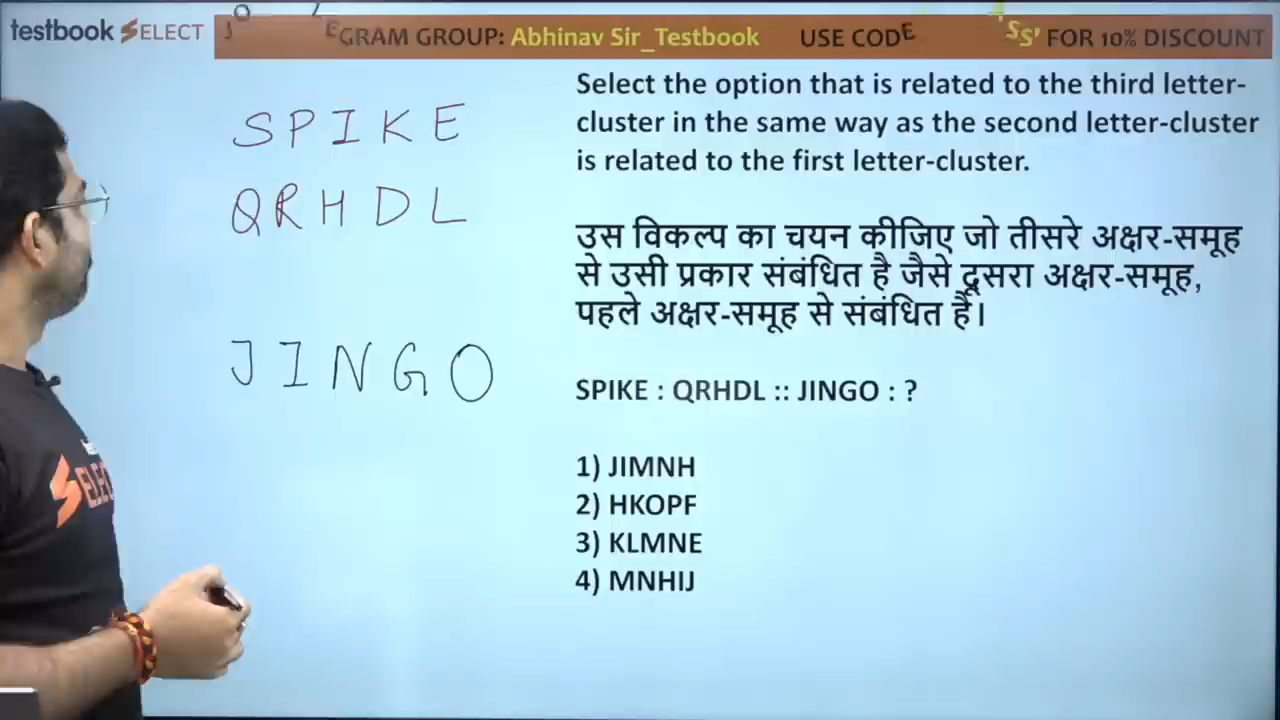 testbook SELECT
EGRAM GROUP: Abhinav Sir_Testbook USE CODE SS' FOR 10% DISCOUNT
SPIKE
QRHDL
JINGO
Select the option that is related to the third letter-
cluster in the same way as the second letter-cluster
is related to the first letter-cluster.
उस विकल्प का चयन कीजिए जो तीसरे अक्षर-समूह
से उसी प्रकार संबंधित है जैसे दूसरा अक्षर-समूह,
पहले अक्षर-समूह से संबंधित है।
SPIKE : QRHDL :: JINGO : ?
1) JIMNH
2) HKOPF
3) KLMNE
4) MNHIJ
SELECT